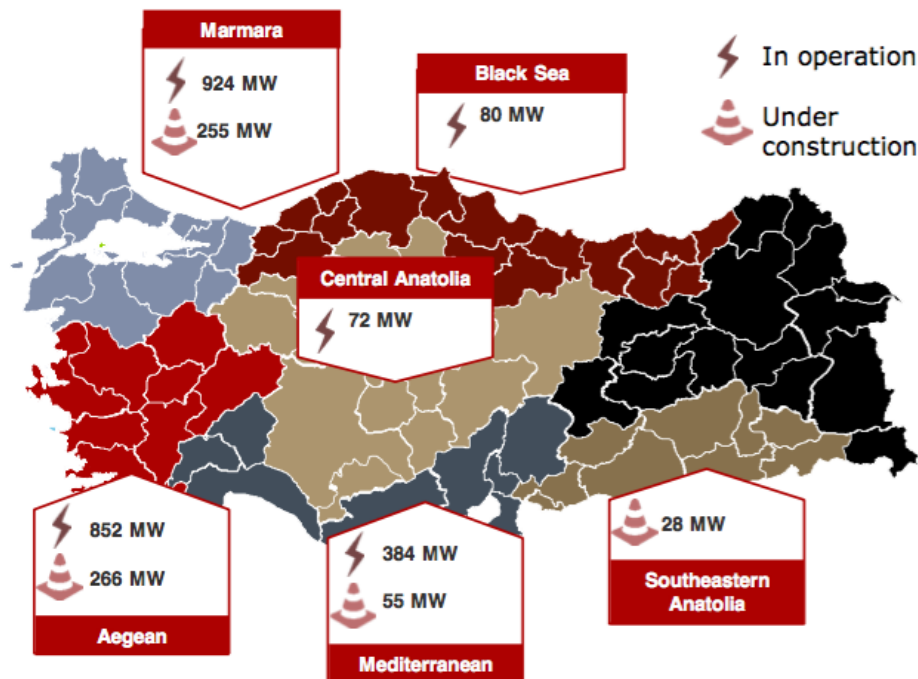 Marmara
924 MW
255 MW
Black Sea
80 MW
In operation
Under
construction
Central Anatolia
72 MW
852 MW
266 MW
Aegean
384 MW
55 MW
Mediterranean
28 MW
Southeastern
Anatolia